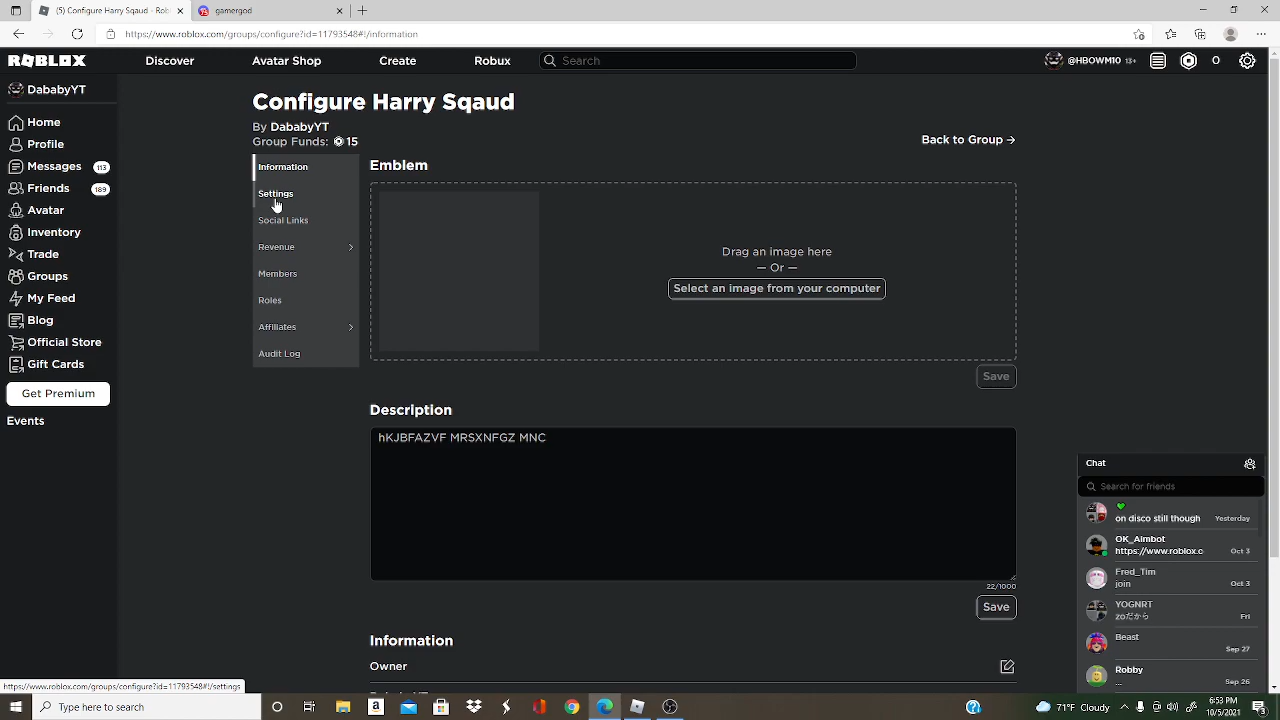 (5) Configure Harry Sqaud - Rob
gamergod
https://www.roblox.com/groups/configure?id=11793548#!/information
ROBLOX
Discover
Avatar Shop
Create
Robux
Search
@HBOWM10 13+
0
DababyYT
Home
Profile
Messages 113
Friends 189
Avatar
Inventory
Trade
Groups
My Feed
Blog
Official Store
Gift Cards
Get Premium
Events
Configure Harry Sqaud
By DababyYT
Group Funds: 15
Back to Group
Information
Settings
Social Links
Revenue
Members
Roles
Affiliates
Audit Log
Emblem
Drag an image here
— Or —
Select an image from your computer
Save
Description
hKJBFAZVF MRSXNFGZ MNC
22/1000
Save
Information
Owner
Chat
Search for friends
on disco still though Yesterday
OK_Aimbot
https://www.roblox.c Oct 3
Fred_Tim
join Oct 3
YOGNRT
zoだから Fri
Beast
Sep 27
Robby
... Sep 26
https://www.roblox.com/groups/configure?id=11793548#!/settings
Type here to search
77°F Cloudy
6:53 PM
10/5/2021